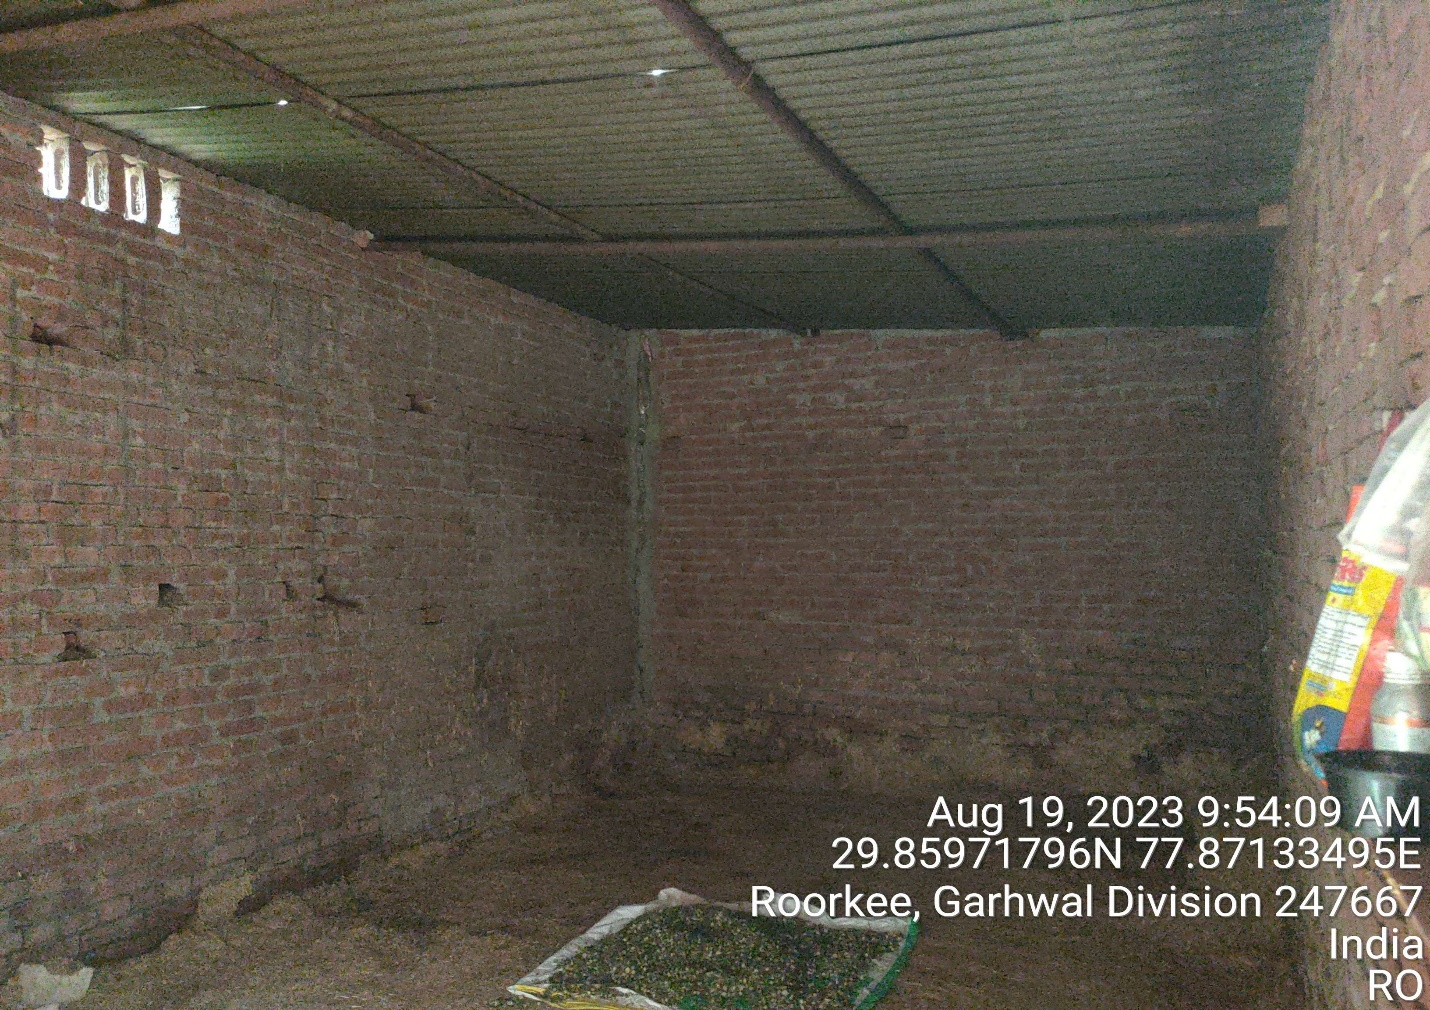 Aug 19, 2023 9:54:09 AM
29.85971796N 77.87133495E
Roorkee, Garhwal Division 247667
India
RO